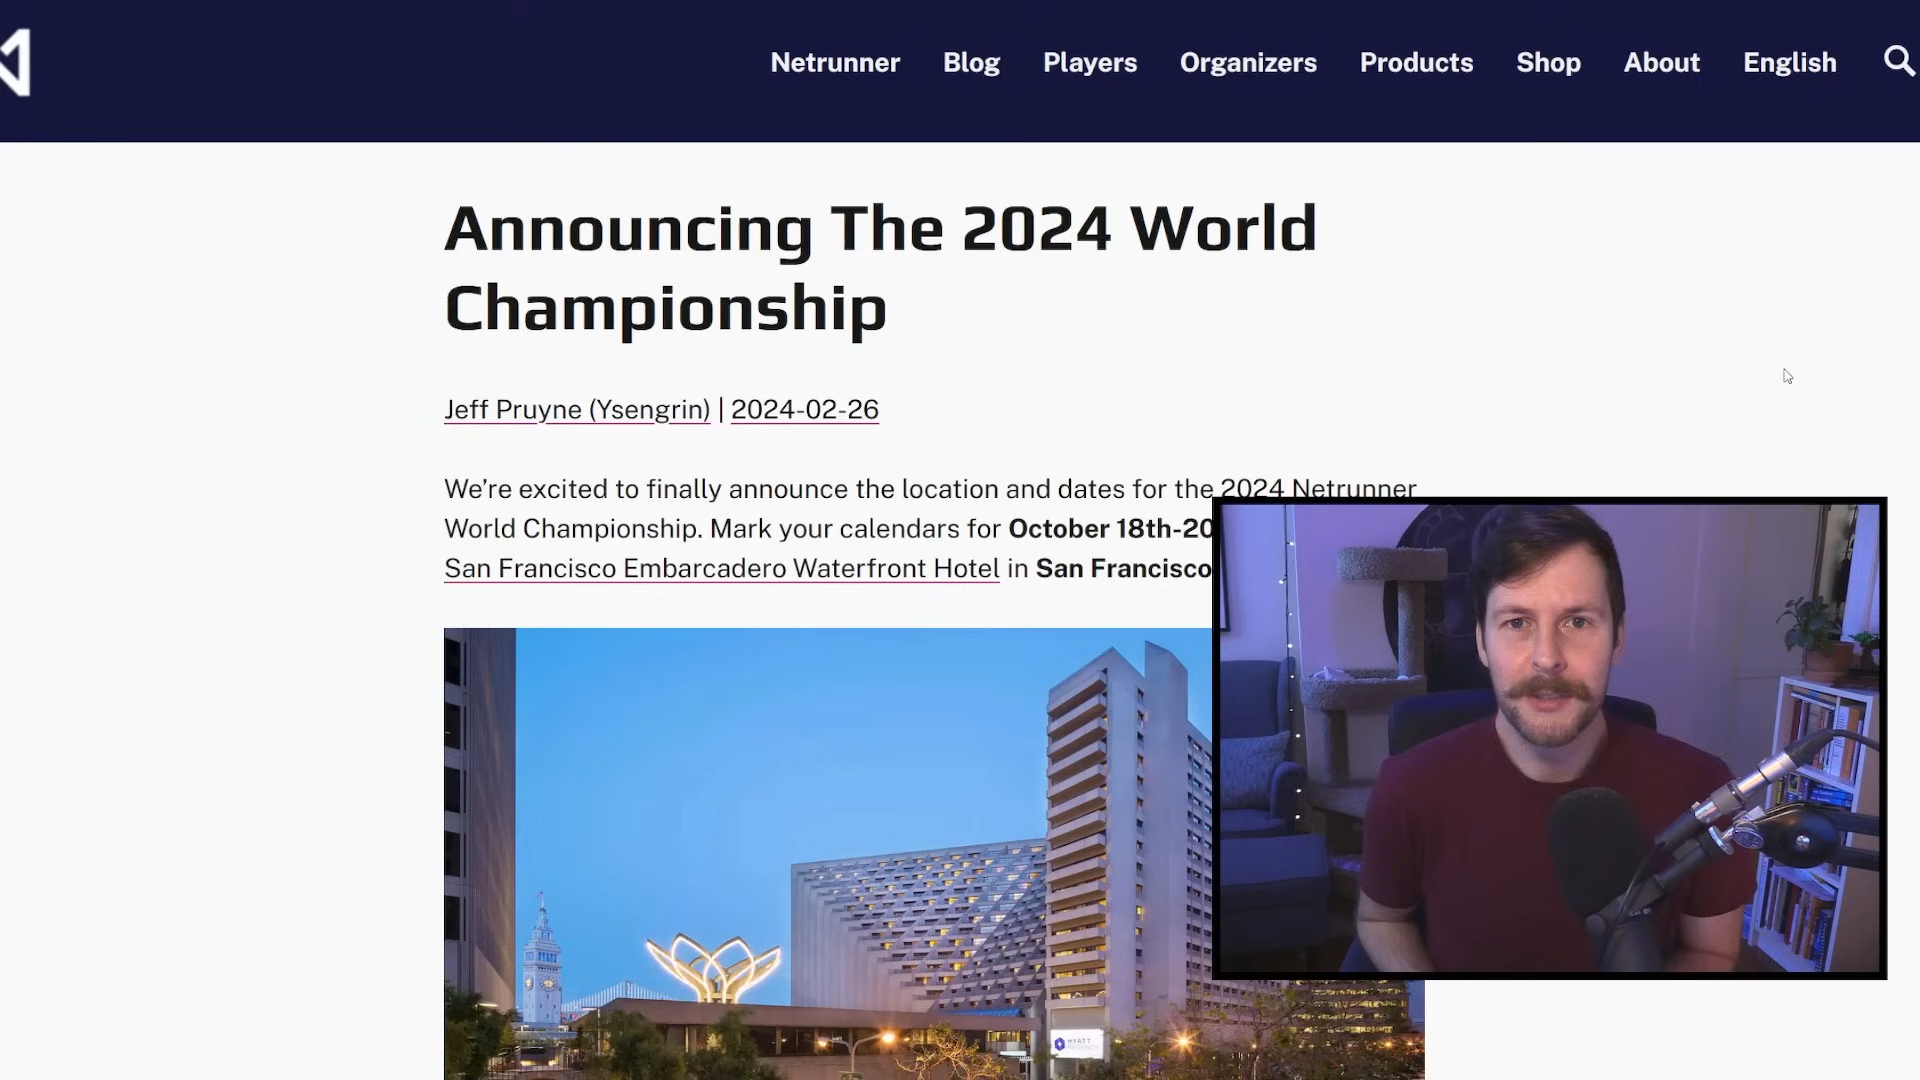 Netrunner Blog Players Organizers Products Shop About English
Announcing The 2024 World
Championship
Jeff Pruyne (Ysengrin) | 2024-02-26
We’re excited to finally announce the location and dates for the 2024 Netrunner
World Championship. Mark your calendars for October 18th-20
San Francisco Embarcadero Waterfront Hotel in San Francisco
HYATT